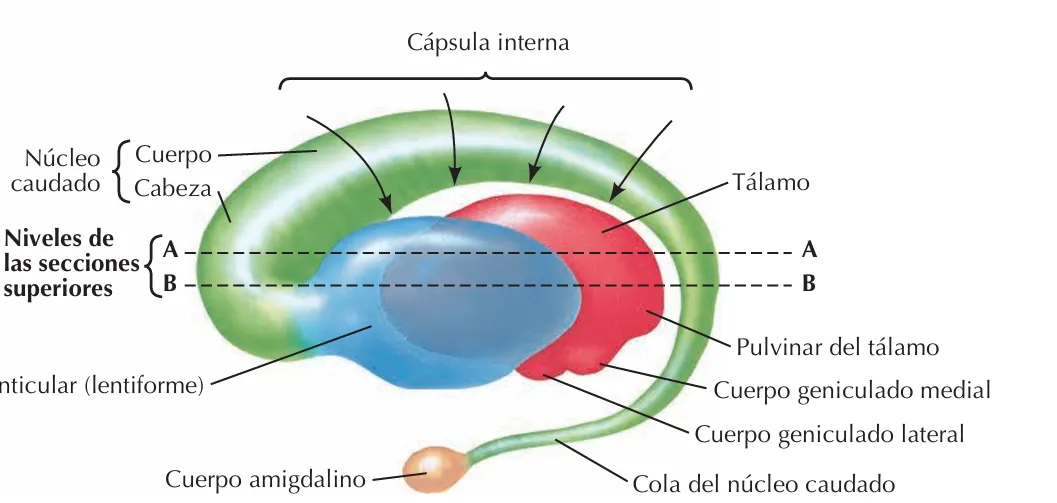 Cápsula interna
Núcleo
caudado
Cuerpo
Cabeza
Tálamo
Niveles de
las secciones
superiores
A
B
A
B
Pulvinar del tálamo
(lentiforme)
Cuerpo geniculado medial
Cuerpo geniculado lateral
Cuerpo amigdalino
Cola del núcleo caudado